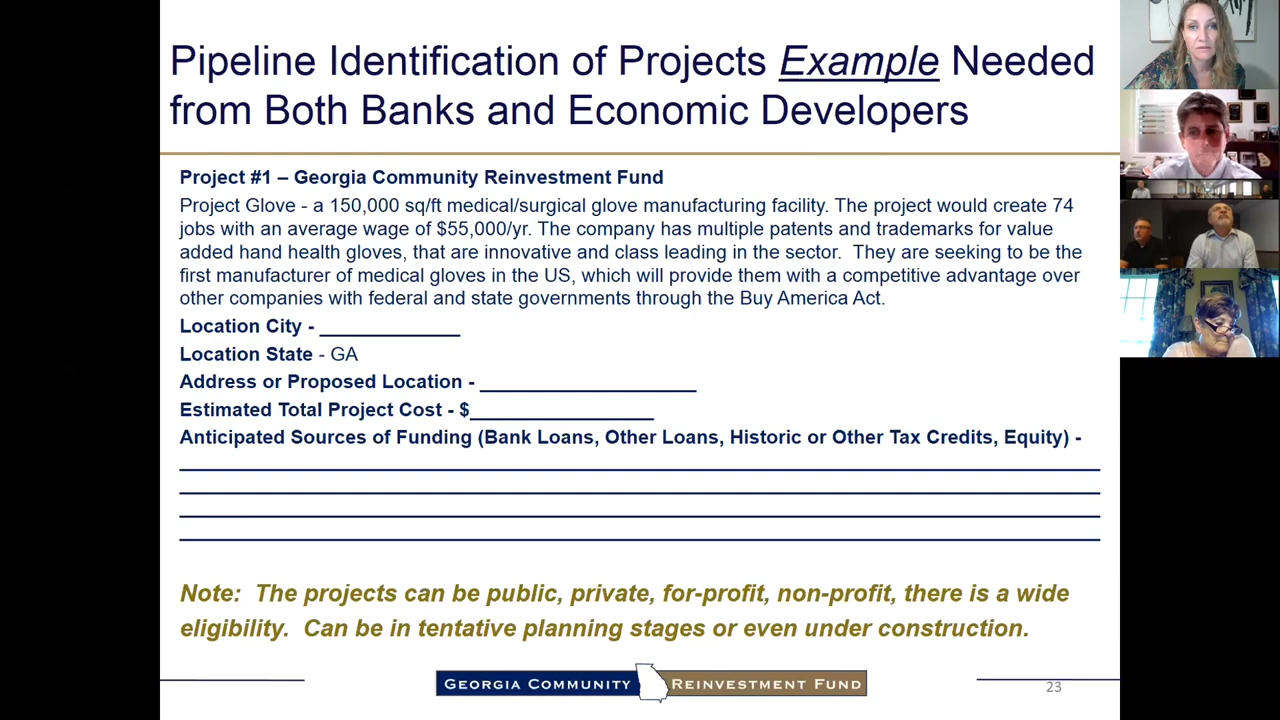 Pipeline Identification of Projects Example Needed
from Both Banks and Economic Developers
Project #1 – Georgia Community Reinvestment Fund
Project Glove - a 150,000 sq/ft medical/surgical glove manufacturing facility. The project would create 74
jobs with an average wage of $55,000/yr. The company has multiple patents and trademarks for value
added hand health gloves, that are innovative and class leading in the sector.  They are seeking to be the
first manufacturer of medical gloves in the US, which will provide them with a competitive advantage over
other companies with federal and state governments through the Buy America Act.
Location City - ____________
Location State - GA
Address or Proposed Location - ___________________
Estimated Total Project Cost - $________________
Anticipated Sources of Funding (Bank Loans, Other Loans, Historic or Other Tax Credits, Equity) -
Note:  The projects can be public, private, for-profit, non-profit, there is a wide
eligibility.  Can be in tentative planning stages or even under construction.
GEORGIA COMMUNITY REINVESTMENT FUND
23